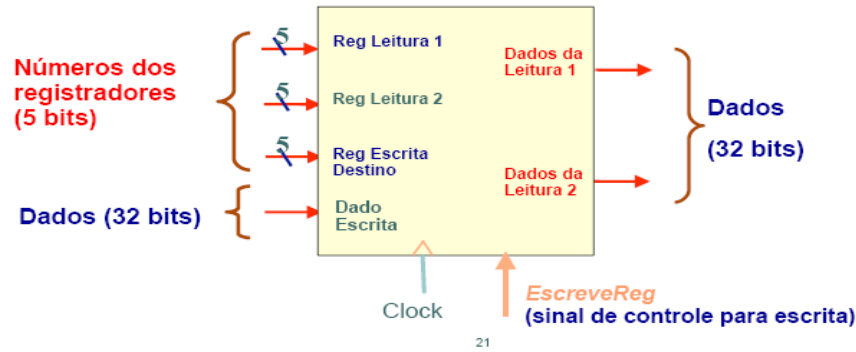 Números dos
registradores
(5 bits)
Dados (32 bits)
5
5
5
Reg Leitura 1
Reg Leitura 2
Reg Escrita
Destino
Dado
Escrita
Dados da
Leitura 1
Dados da
Leitura 2
Dados
(32 bits)
Clock
EscreveReg
(sinal de controle para escrita)
21